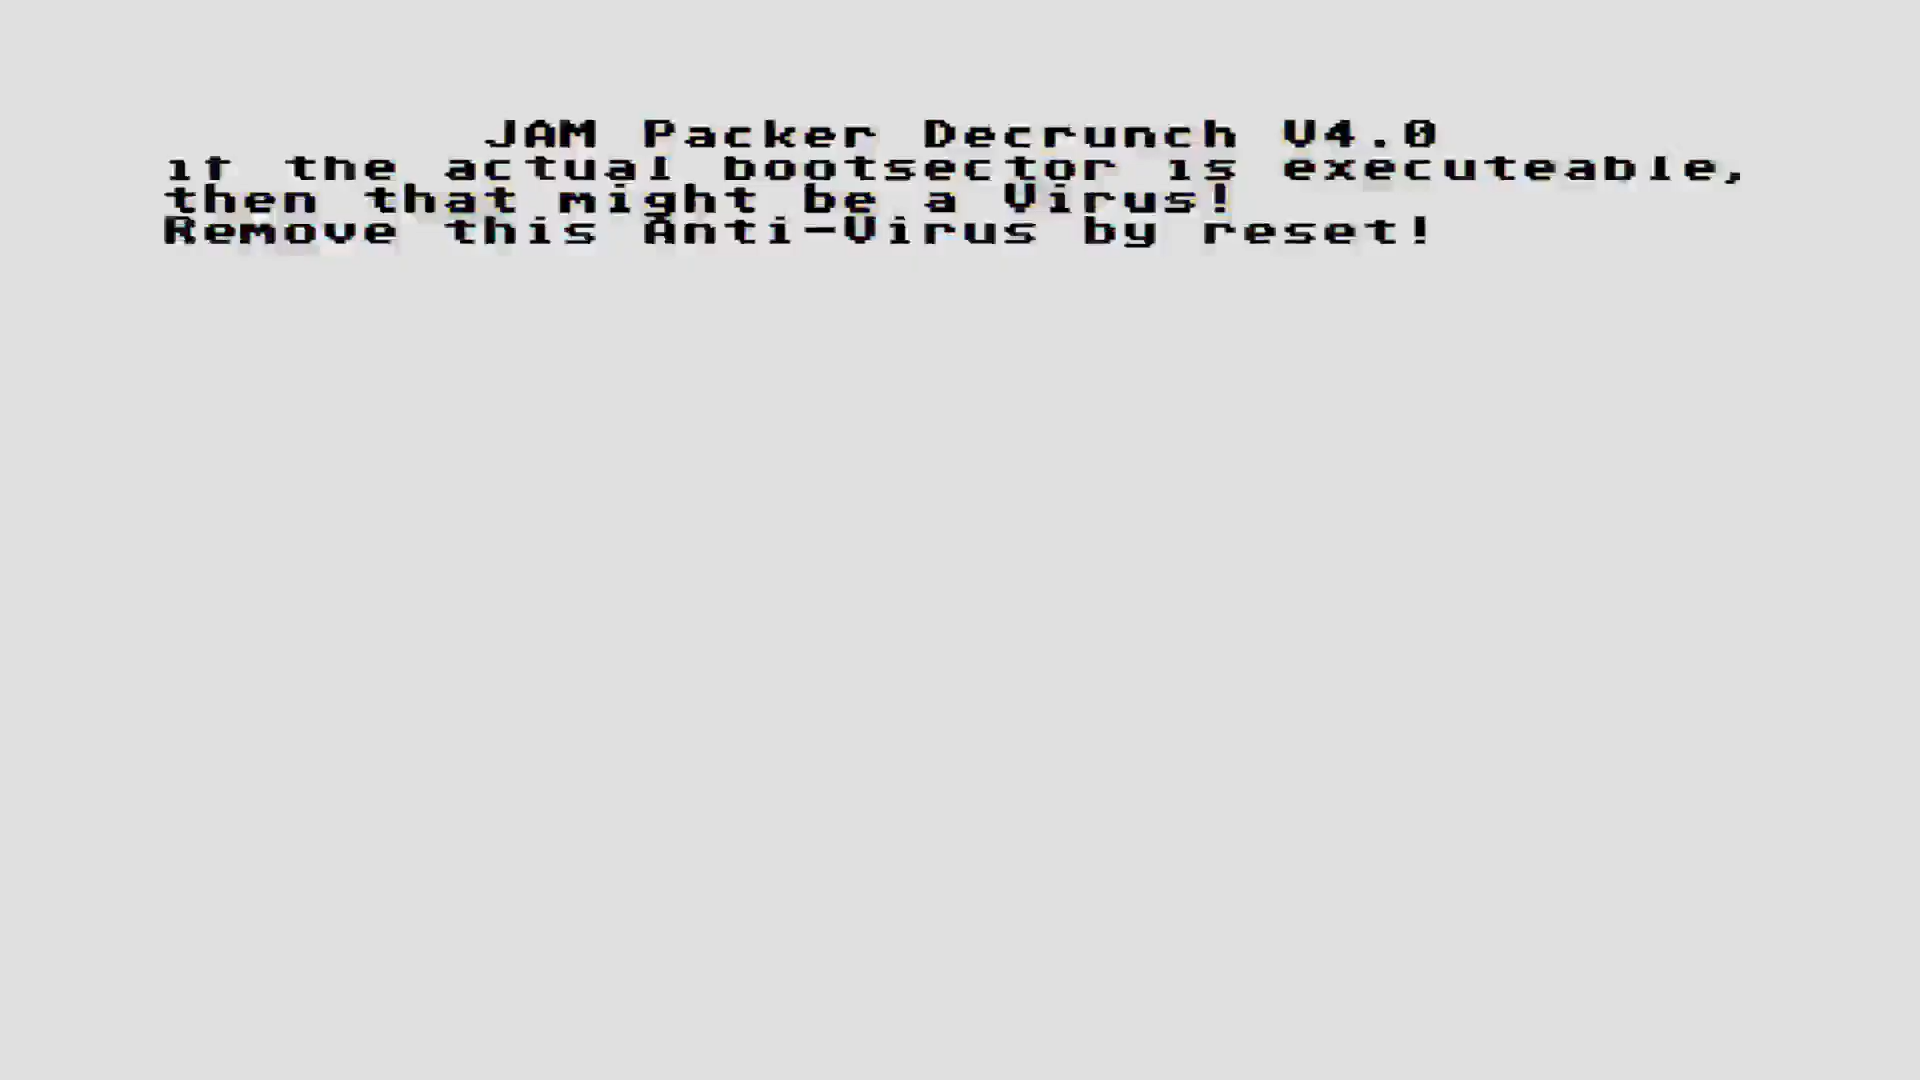 JAM Packer Decrunch V4.0
if the actual bootsector is executeable,
then that might be a Virus!
Remove this Anti-Virus by reset!